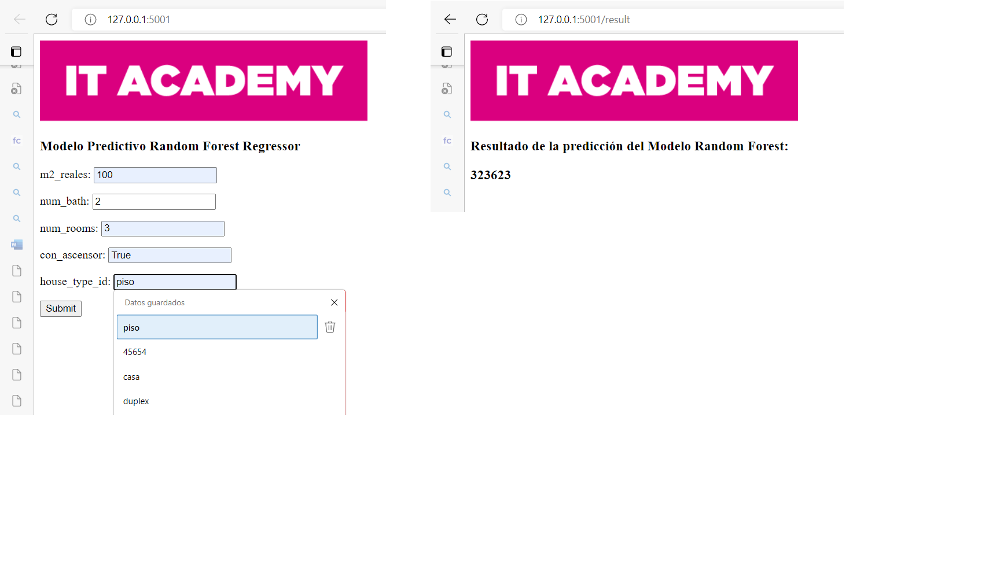 127.0.0.1:5001
IT ACADEMY
fc
Modelo Predictivo Random Forest Regressor
m2_reales: 100
num_bath: 2
num_rooms: 3
W
con_ascensor: True
house_type_id: piso
Submit
Datos guardados
piso
45654
casa
duplex
127.0.0.1:5001/result
IT ACADEMY
fc
Resultado de la predicción del Modelo Random Forest:
323623